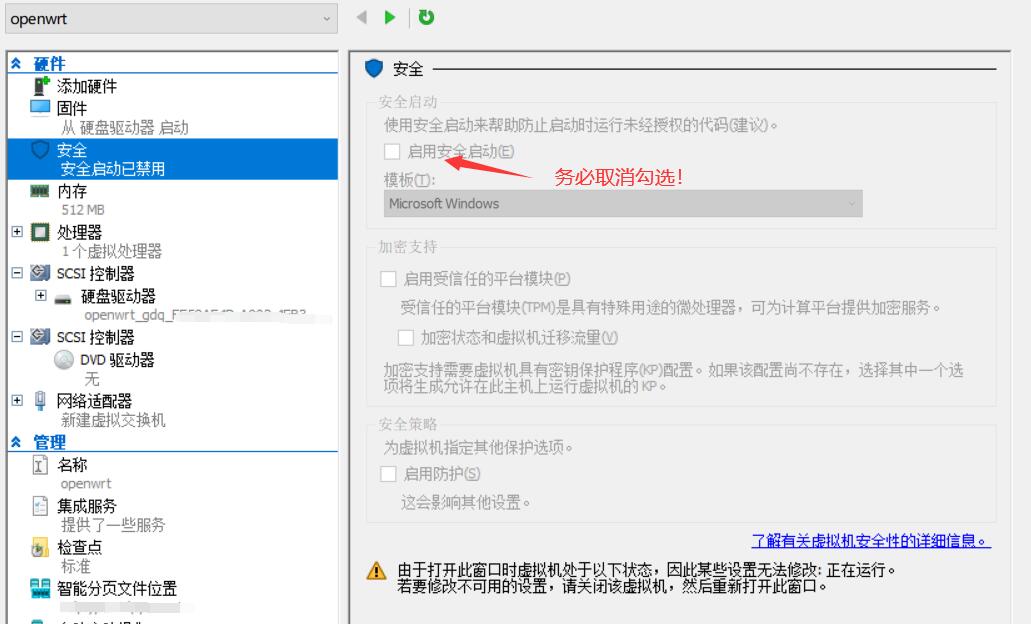 openwrt
硬件
添加硬件
固件
从 硬盘驱动器 启动
安全
安全启动已禁用
内存
512 MB
处理器
1 个虚拟处理器
SCSI 控制器
硬盘驱动器
SCSI 控制器
DVD 驱动器
无
网络适配器
新建虚拟交换机
管理
名称
openwrt
集成服务
提供了一些服务
检查点
标准
智能分页文件位置
安全
安全启动
使用安全启动来帮助防止启动时运行未经授权的代码(建议)。
启用安全启动(E)
务必取消勾选！
模板(T):
Microsoft Windows
加密支持
启用受信任的平台模块(P)
受信任的平台模块(TPM)是具有特殊用途的微处理器，可为计算平台提供加密服务。
加密状态和虚拟机迁移流量(V)
加密支持需要虚拟机具有密钥保护程序(KP)配置。如果该配置尚不存在，选择其中一个选
项将生成允许在此主机上运行虚拟机的 KP。
安全策略
为虚拟机指定其他保护选项。
启用防护(S)
这会影响其他设置。
了解有关虚拟机安全性的详细信息。
由于打开此窗口时虚拟机处于以下状态，因此某些设置无法修改: 正在运行。
若要修改不可用的设置，请关闭该虚拟机，然后重新打开此窗口。